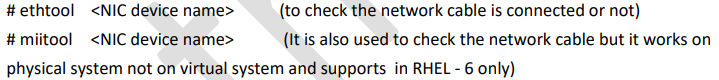 # ethtool <NIC device name> (to check the network cable is connected or not)
# miitool <NIC device name> (It is also used to check the network cable but it works on
physical system not on virtual system and supports in RHEL - 6 only)